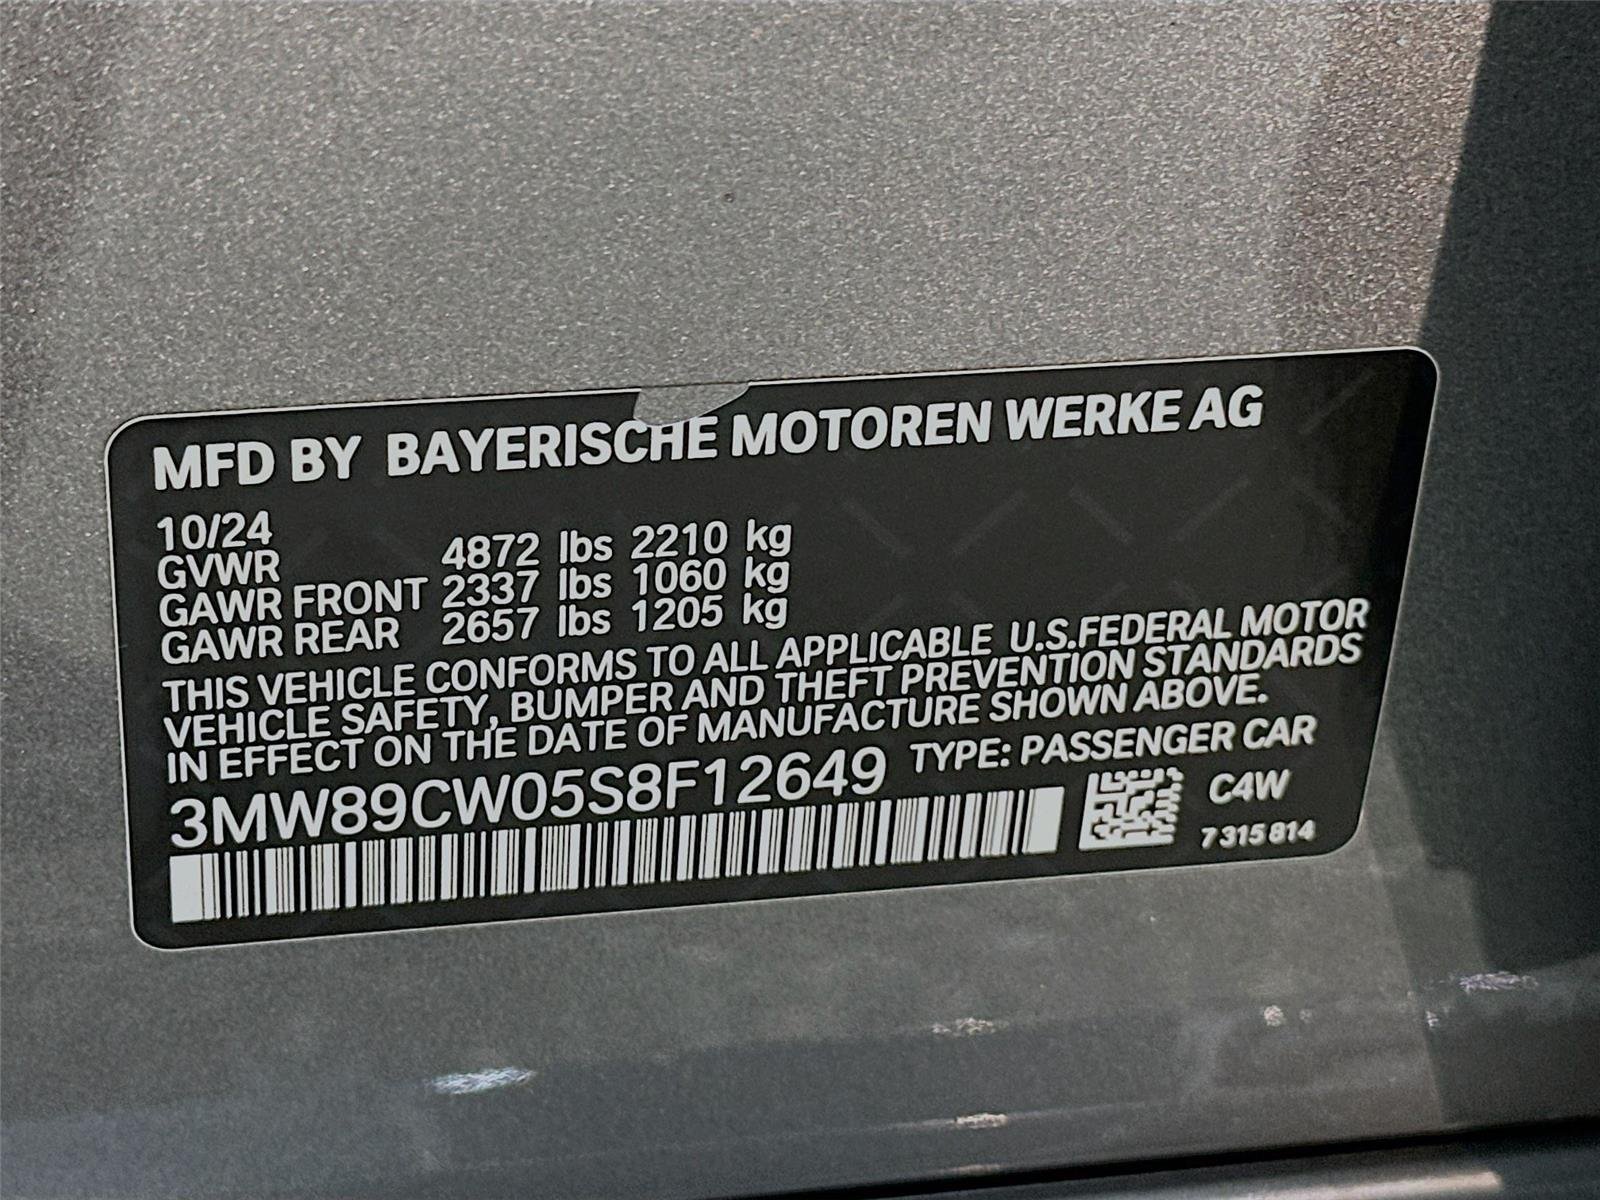 MFD BY BAYERISCHE MOTOREN WERKE AG
10/24
GVWR 4872 lbs 2210 kg
GAWR FRONT 2337 lbs 1060 kg
GAWR REAR 2657 lbs 1205 kg
THIS VEHICLE CONFORMS TO ALL APPLICABLE U.S.FEDERAL MOTOR
VEHICLE SAFETY, BUMPER AND THEFT PREVENTION STANDARDS
IN EFFECT ON THE DATE OF MANUFACTURE SHOWN ABOVE.
3MW89CW05S8F12649 TYPE: PASSENGER CAR
C4W
7 315 814